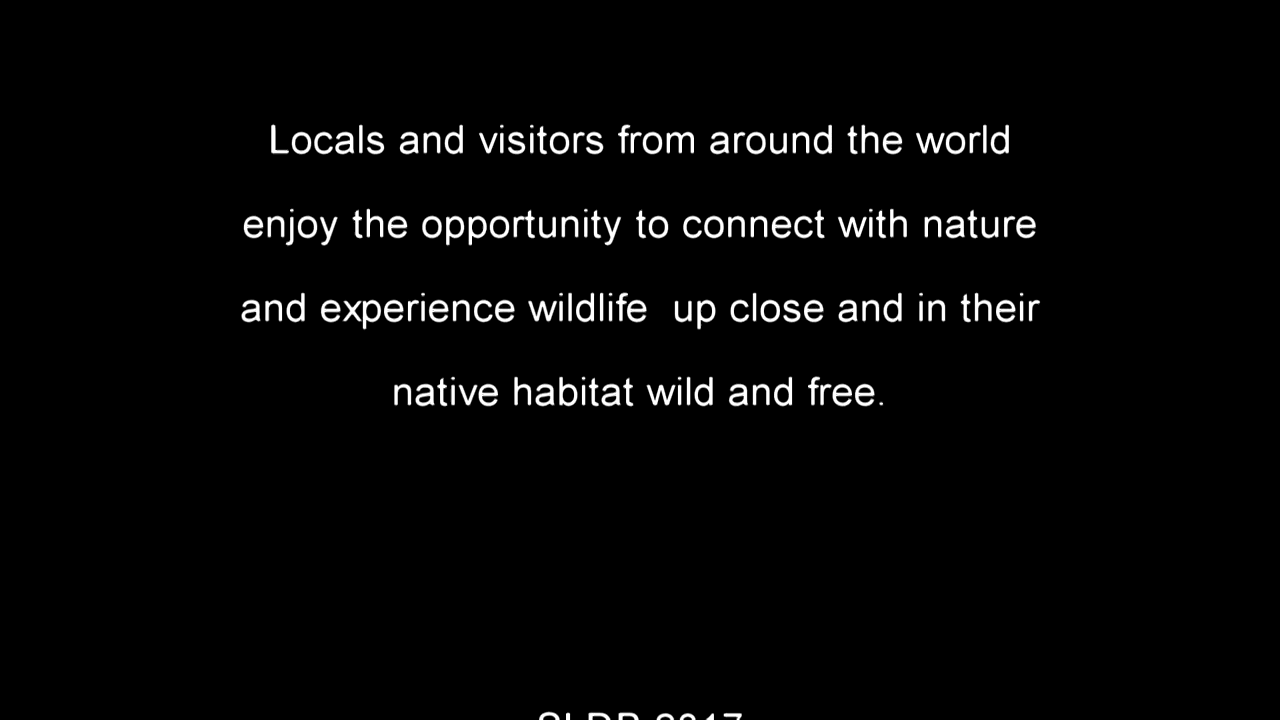 Locals and visitors from around the world
enjoy the opportunity to connect with nature
and experience wildlife  up close and in their
native habitat wild and free.